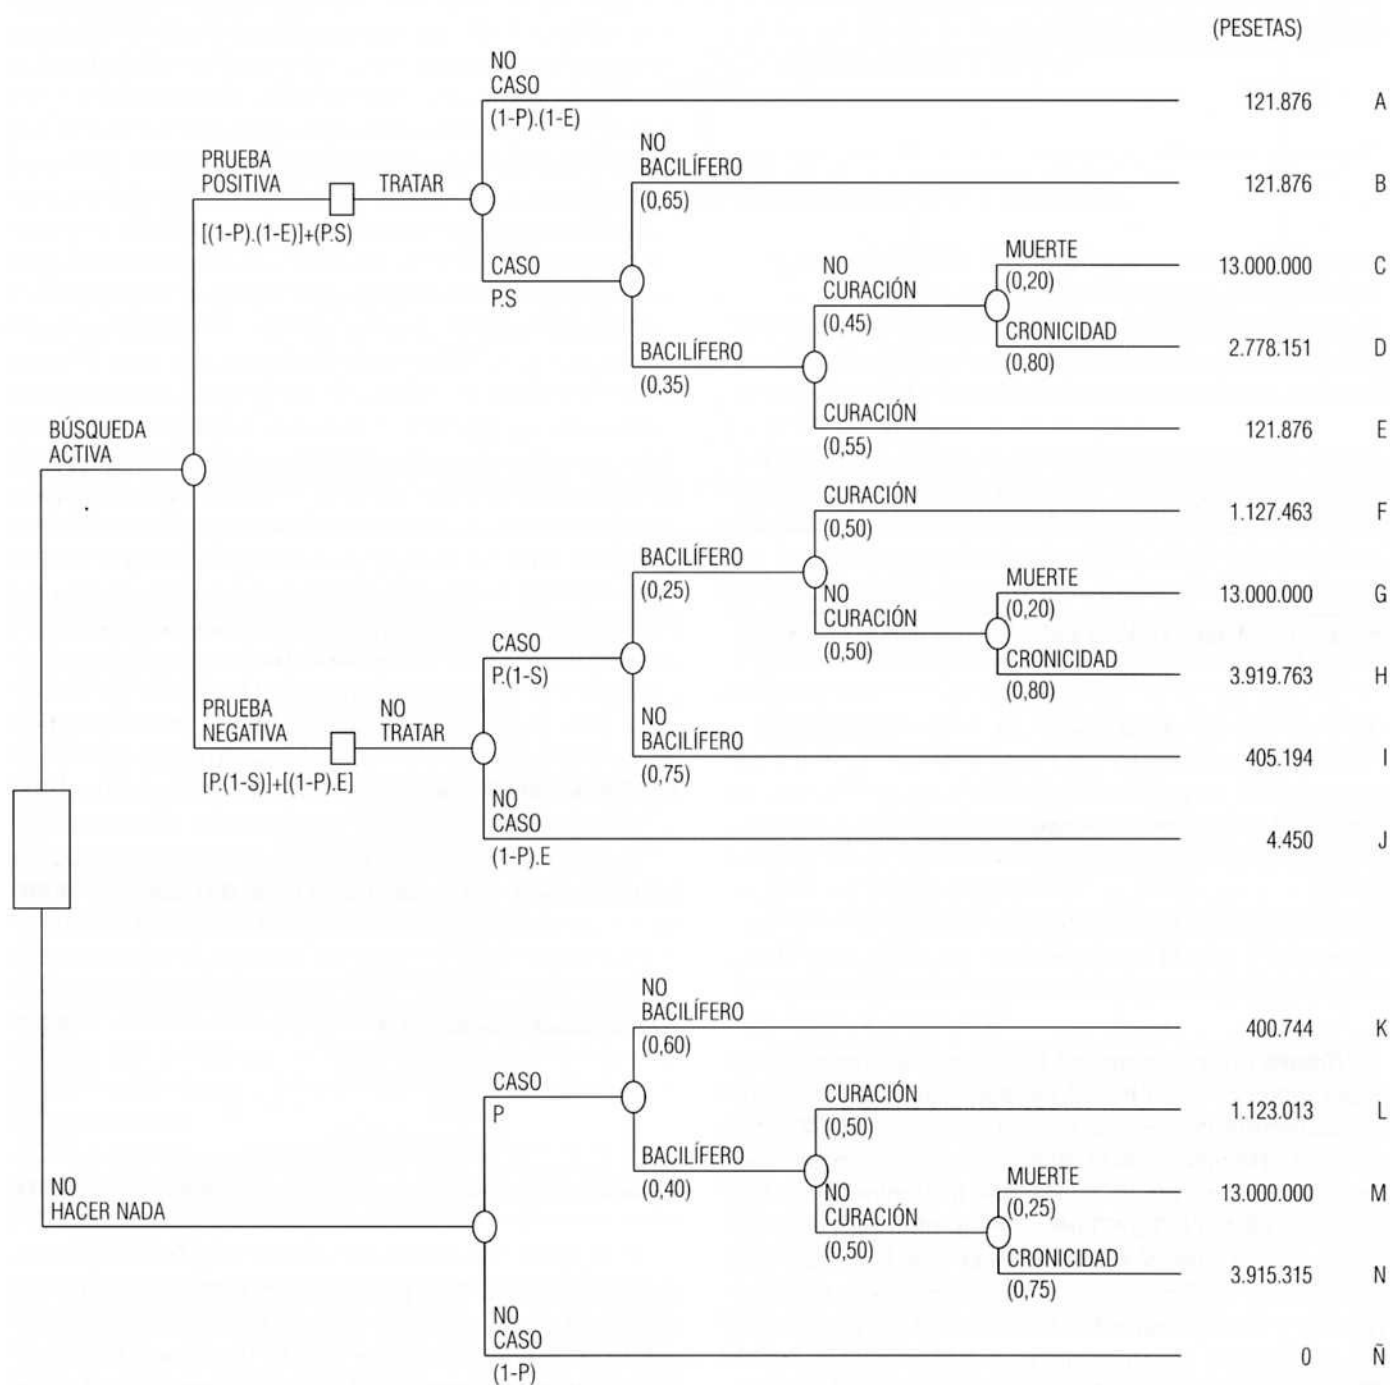 (PESETAS)
NO
CASO
(1-P).(1-E)
121.876 A
PRUEBA
POSITIVA
[(1-P).(1-E)]+(P.S)
TRATAR
NO
BACILÍFERO
(0,65)
121.876 B
CASO
P.S
BACILÍFERO
(0,35)
NO
CURACIÓN
(0,45)
MUERTE
(0,20)
13.000.000 C
CRONICIDAD
(0,80)
2.778.151 D
CURACIÓN
(0,55)
121.876 E
BÚSQUEDA
ACTIVA
CURACIÓN
(0,50)
1.127.463 F
BACILÍFERO
(0,25)
NO
CURACIÓN
(0,50)
MUERTE
(0,20)
13.000.000 G
CRONICIDAD
(0,80)
3.919.763 H
CASO
P.(1-S)
PRUEBA
NEGATIVA
[P.(1-S)]+[(1-P).E]
NO
TRATAR
NO
BACILÍFERO
(0,75)
405.194 I
NO
CASO
(1-P).E
4.450 J
NO
BACILÍFERO
(0,60)
400.744 K
CASO
P
BACILÍFERO
(0,40)
CURACIÓN
(0,50)
1.123.013 L
NO
CURACIÓN
(0,50)
MUERTE
(0,25)
13.000.000 M
CRONICIDAD
(0,75)
3.915.315 N
NO
HACER NADA
NO
CASO
(1-P)
0 Ñ